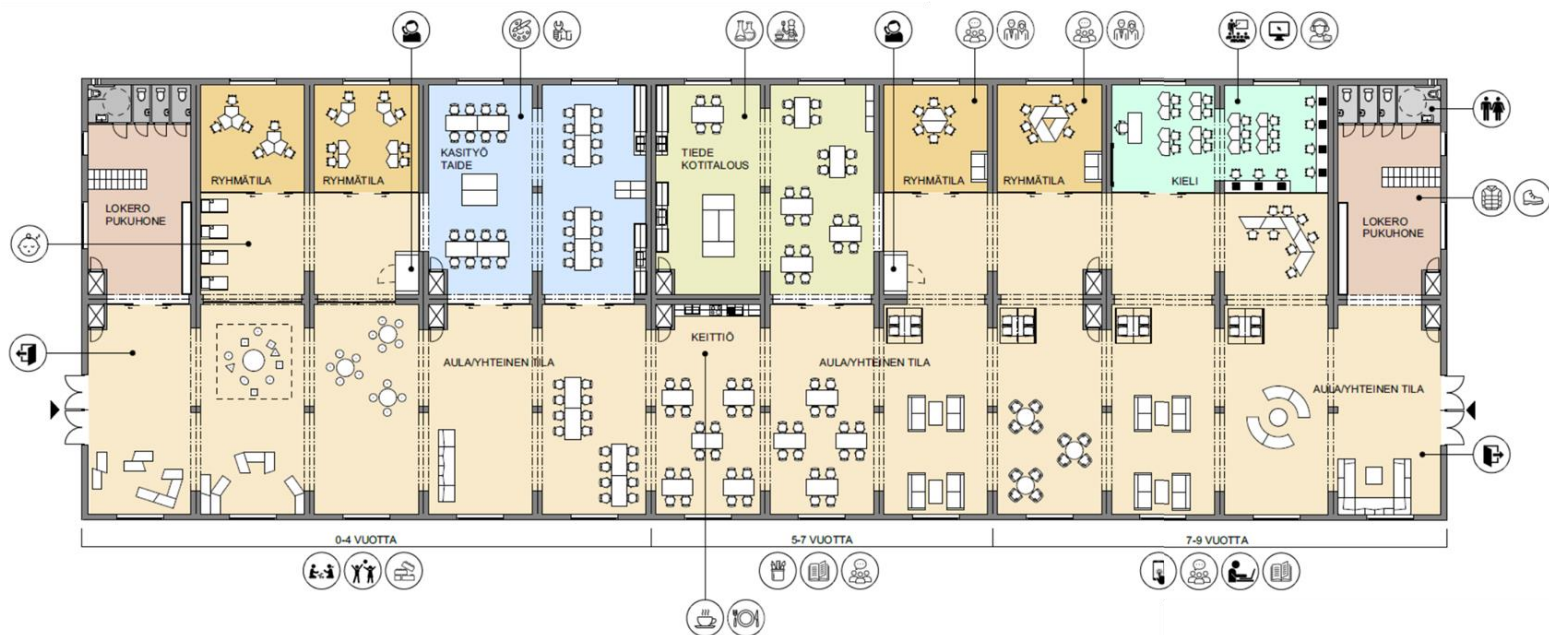 RYHMÄTILA
RYHMÄTILA
KÄSITYÖ
TAIDE
TIEDE
KOTITALOUS
RYHMÄTILA
RYHMÄTILA
KIELI
LOKERO
PUKUHONE
LOKERO
PUKUHONE
KEITTIÖ
AULA/YHTEINEN TILA
AULA/YHTEINEN TILA
AULA/YHTEINEN TILA
0-4 VUOTTA
5-7 VUOTTA
7-9 VUOTTA